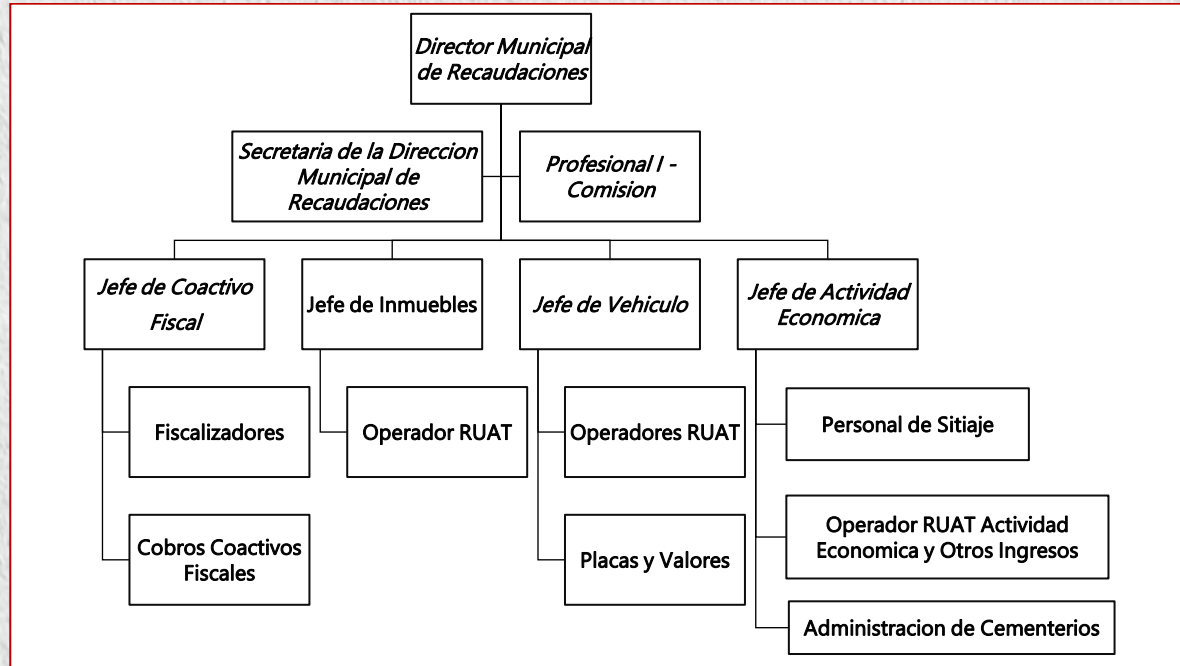 Director Municipal
de Recaudaciones
Secretaria de la Direccion
Municipal de
Recaudaciones
Profesional I -
Comision
Jefe de Coactivo
Fiscal
Jefe de Inmuebles
Jefe de Vehiculo
Jefe de Actividad
Economica
Fiscalizadores
Operador RUAT
Operadores RUAT
Personal de Sitiaje
Cobros Coactivos
Fiscales
Placas y Valores
Operador RUAT Actividad
Economica y Otros Ingresos
Administracion de Cementerios